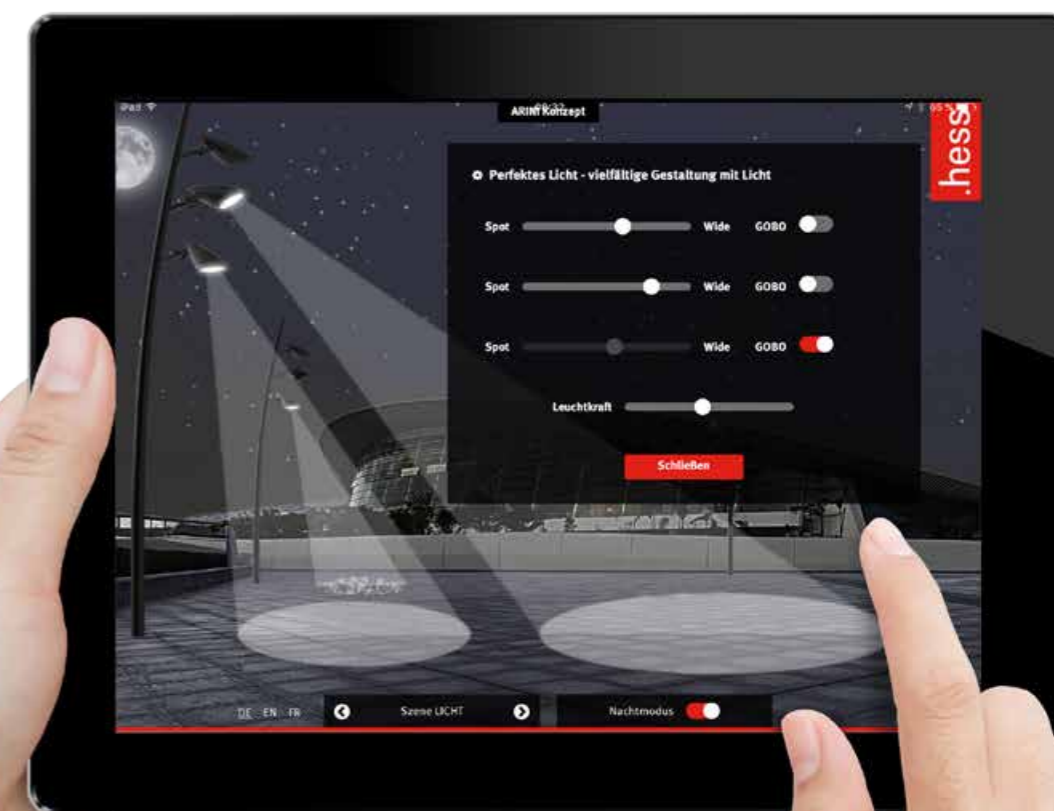 iPad
ARINI Konzept
.hess
Perfektes Licht - vielfältige Gestaltung mit Licht
Spot Wide GOBO
Spot Wide GOBO
Spot Wide GOBO
Leuchtkraft
Schließen
DE EN FR Szene LICHT Nachtmodus